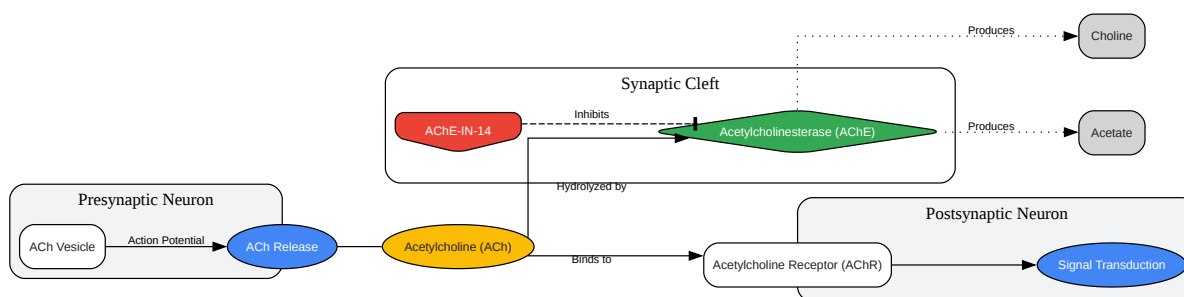 Produces
Choline
Synaptic Cleft
Inhibits
AChE-IN-14
Acetylcholinesterase (AChE)
Produces
Acetate
Hydrolyzed by
Presynaptic Neuron
Postsynaptic Neuron
ACh Vesicle
Action Potential
ACh Release
Acetylcholine (ACh)
Binds to
Acetylcholine Receptor (AChR)
Signal Transduction